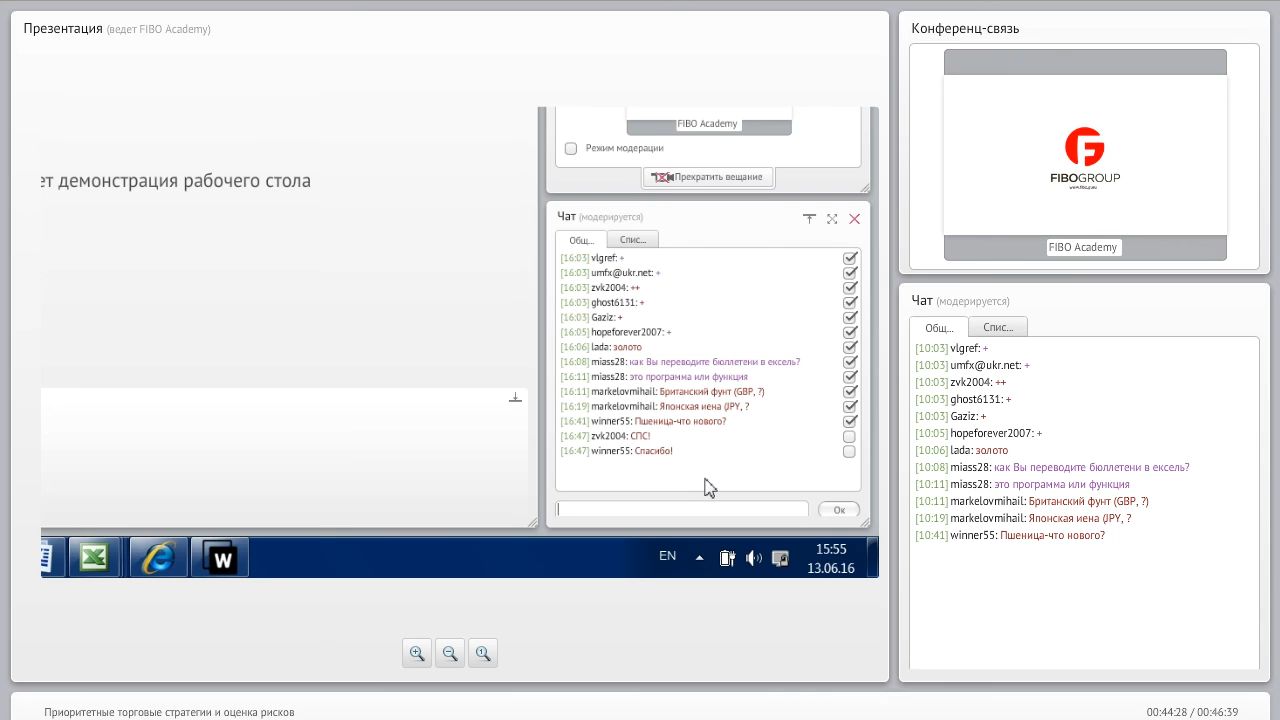 Презентация (ведет FIBO Academy)
ет демонстрация рабочего стола
FIBO Academy
Режим модерации
Прекратить вещание
Чат (модерируется)
Общ...
Спис...
[16:03] vlgref: +
[16:03] umfx@ukr.net: +
[16:03] zvk2004: ++
[16:03] ghost6131: +
[16:03] Gaziz: +
[16:05] hopeforever2007: +
[16:06] lada: золото
[16:08] miass28: как Вы переводите бюллетени в ексель?
[16:11] miass28: это программа или функция
[16:11] markelovmihail: Британский фунт (GBP, ?)
[16:19] markelovmihail: Японская иена (JPY, ?
[16:41] winner55: Пшеница-что нового?
[16:47] zvk2004: СПС!
[16:47] winner55: Спасибо!
Ок
W
EN
15:55
13.06.16
Конференц-связь
FIBOGROUP
FIBO Academy
Чат (модерируется)
Общ...
Спис...
[10:03] vlgref: +
[10:03] umfx@ukr.net: +
[10:03] zvk2004: ++
[10:03] ghost6131: +
[10:03] Gaziz: +
[10:05] hopeforever2007: +
[10:06] lada: золото
[10:08] miass28: как Вы переводите бюллетени в ексель?
[10:11] miass28: это программа или функция
[10:11] markelovmihail: Британский фунт (GBP, ?)
[10:19] markelovmihail: Японская иена (JPY, ?
[10:41] winner55: Пшеница-что нового?
Приоритетные торговые стратегии и оценка рисков
00:44:28 / 00:46:39